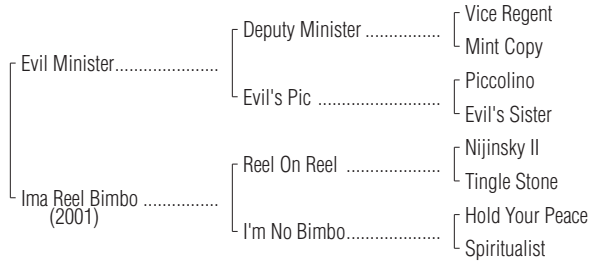 Vice Regent
Deputy Minister .................
Mint Copy
Evil Minister......................
Piccolino
Evil's Pic ..........................
Evil's Sister
Nijinsky II
Reel On Reel ....................
Tingle Stone
Ima Reel Bimbo ................
(2001)
Hold Your Peace
I'm No Bimbo....................
Spiritualist